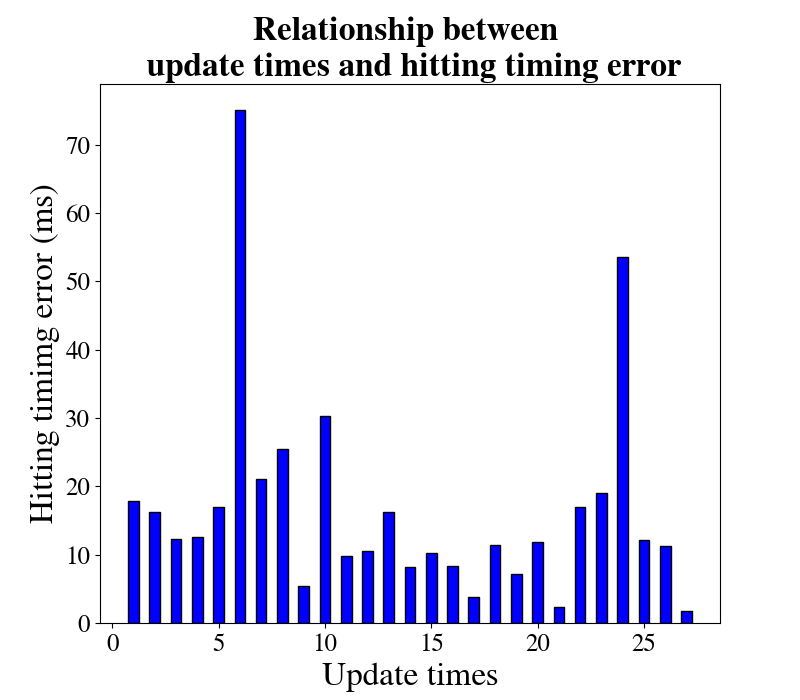 Relationship between
update times and hitting timing error
Hitting timimg error (ms)
70
60
50
40
30
20
10
0
0 5 10 15 20 25
Update times